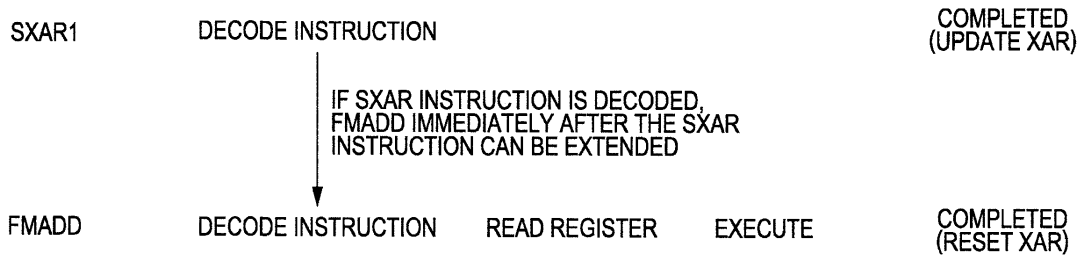 SXAR1 DECODE INSTRUCTION COMPLETED
(UPDATE XAR)
IF SXAR INSTRUCTION IS DECODED,
FMADD IMMEDIATELY AFTER THE SXAR
INSTRUCTION CAN BE EXTENDED
FMADD DECODE INSTRUCTION READ REGISTER EXECUTE COMPLETED
(RESET XAR)